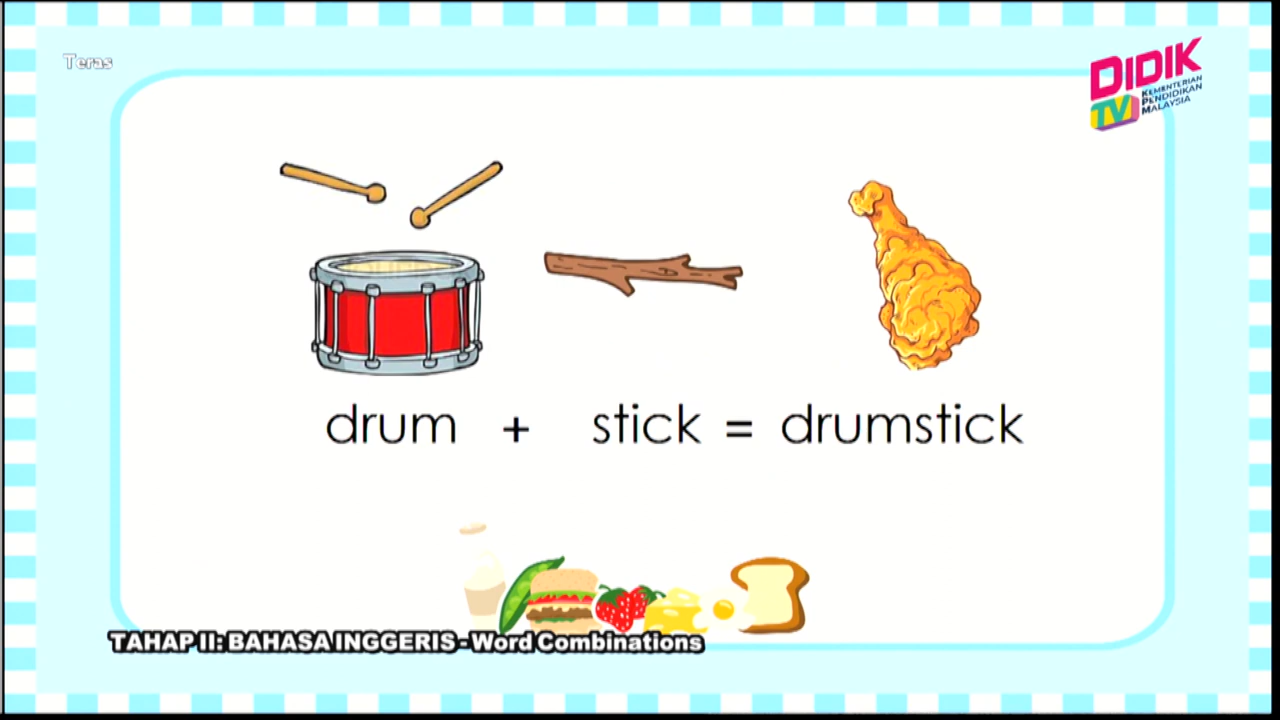 Teras
DIDIK
TV
KEMENTERIAN
PENDIDIKAN
MALAYSIA
drum + stick = drumstick
TAHAP II: BAHASA INGGERIS - Word Combinations